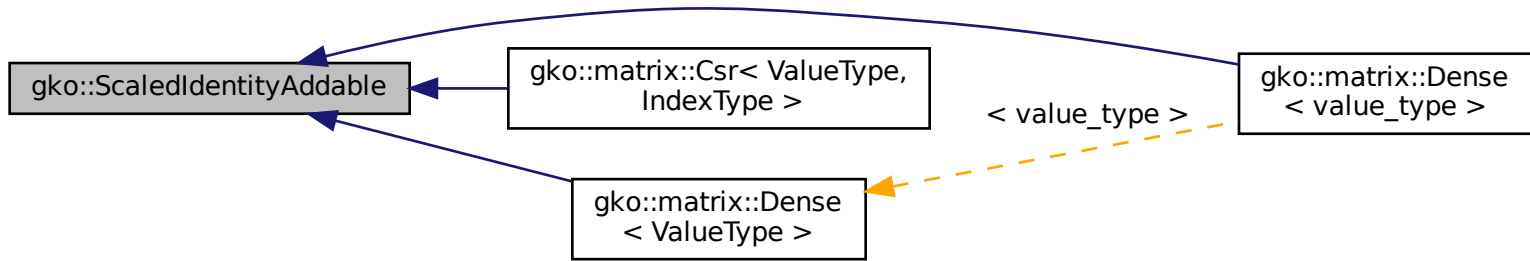 gko::ScaledIdentityAddable
gko::matrix::Csr< ValueType,
IndexType >
gko::matrix::Dense
< value_type >
< value_type >
gko::matrix::Dense
< ValueType >